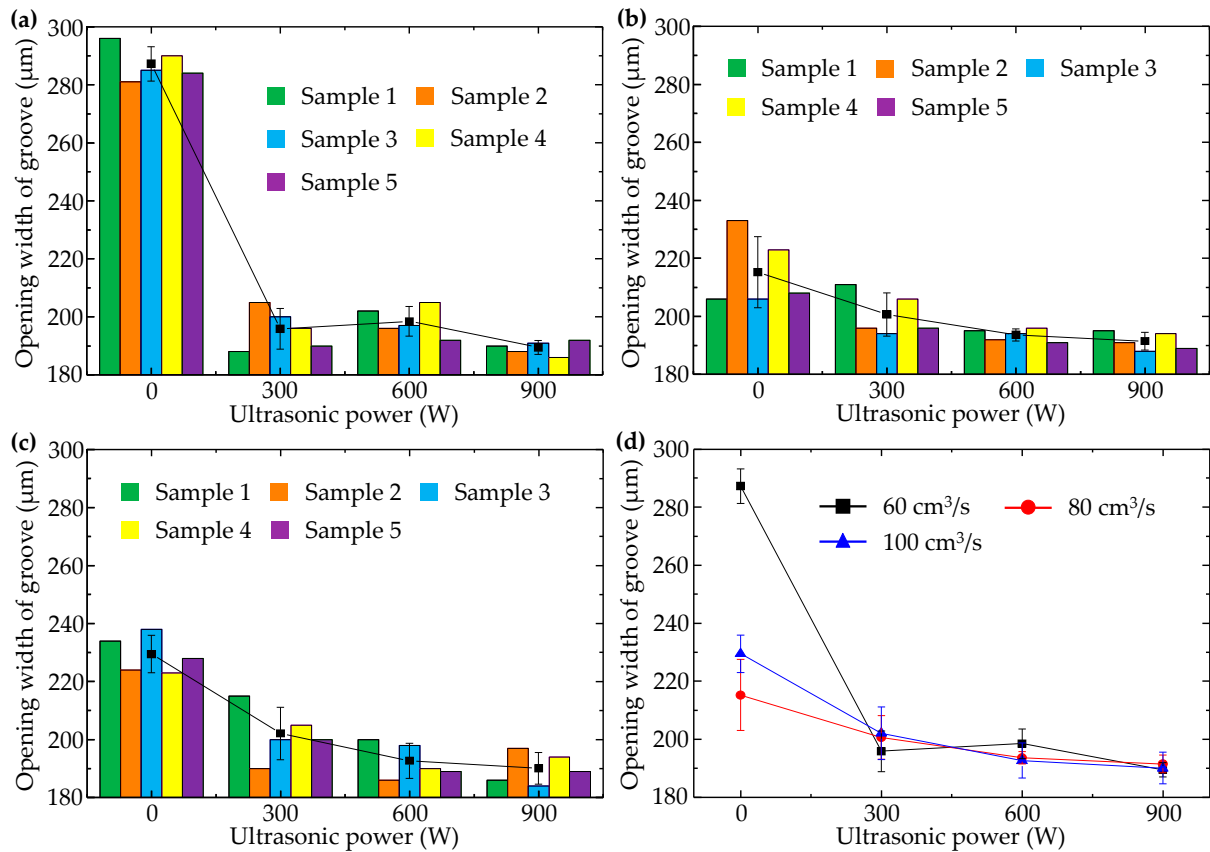 (a)
Opening width of groove (μm)
300
280
260
240
220
200
180
Sample 1 Sample 2
Sample 3 Sample 4
Sample 5
0 300 600 900
Ultrasonic power (W)
(b)
Opening width of groove (μm)
300
280
260
240
220
200
180
Sample 1 Sample 2 Sample 3
Sample 4 Sample 5
0 300 600 900
Ultrasonic power (W)
(c)
Opening width of groove (μm)
300
280
260
240
220
200
180
Sample 1 Sample 2 Sample 3
Sample 4 Sample 5
0 300 600 900
Ultrasonic power (W)
(d)
Opening width of groove (μm)
300
280
260
240
220
200
180
60 cm³/s 80 cm³/s
100 cm³/s
0 300 600 900
Ultrasonic power (W)